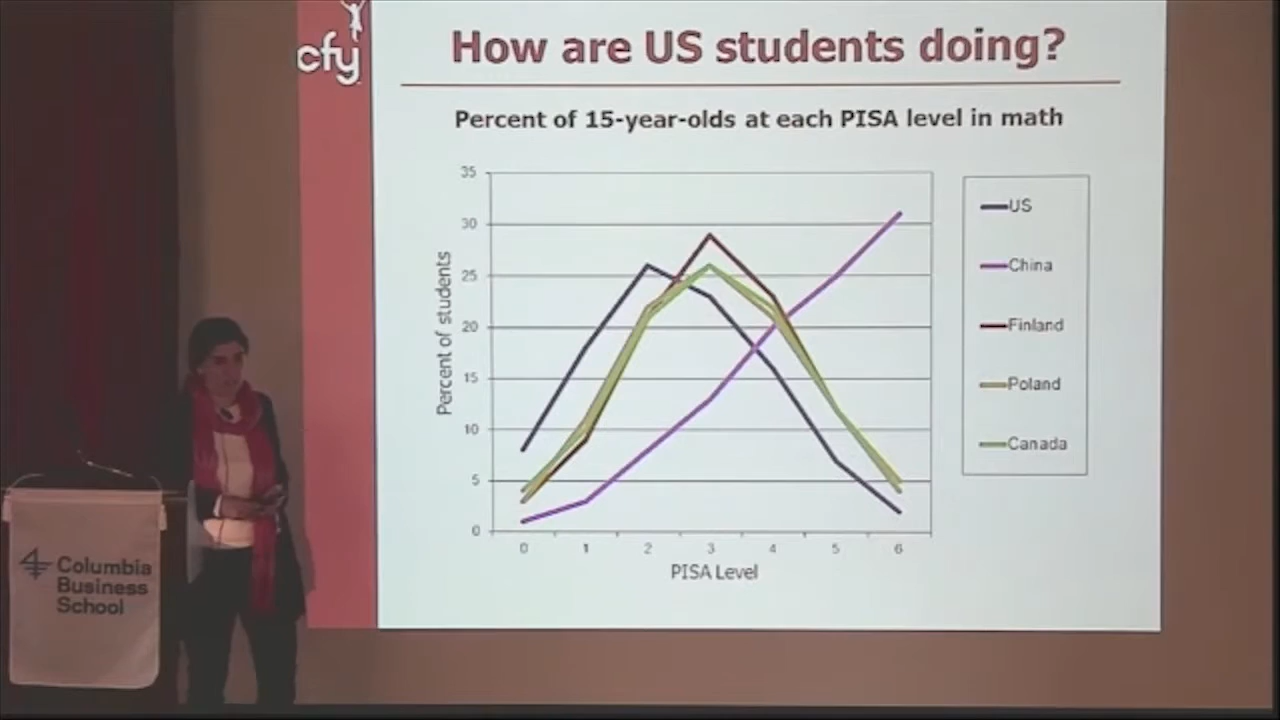 cfy
How are US students doing?
Percent of 15-year-olds at each PISA level in math
35
30
25
20
15
10
5
0
Percent of students
0 1 2 3 4 5 6
PISA Level
US
China
Finland
Poland
Canada
Columbia
Business
School